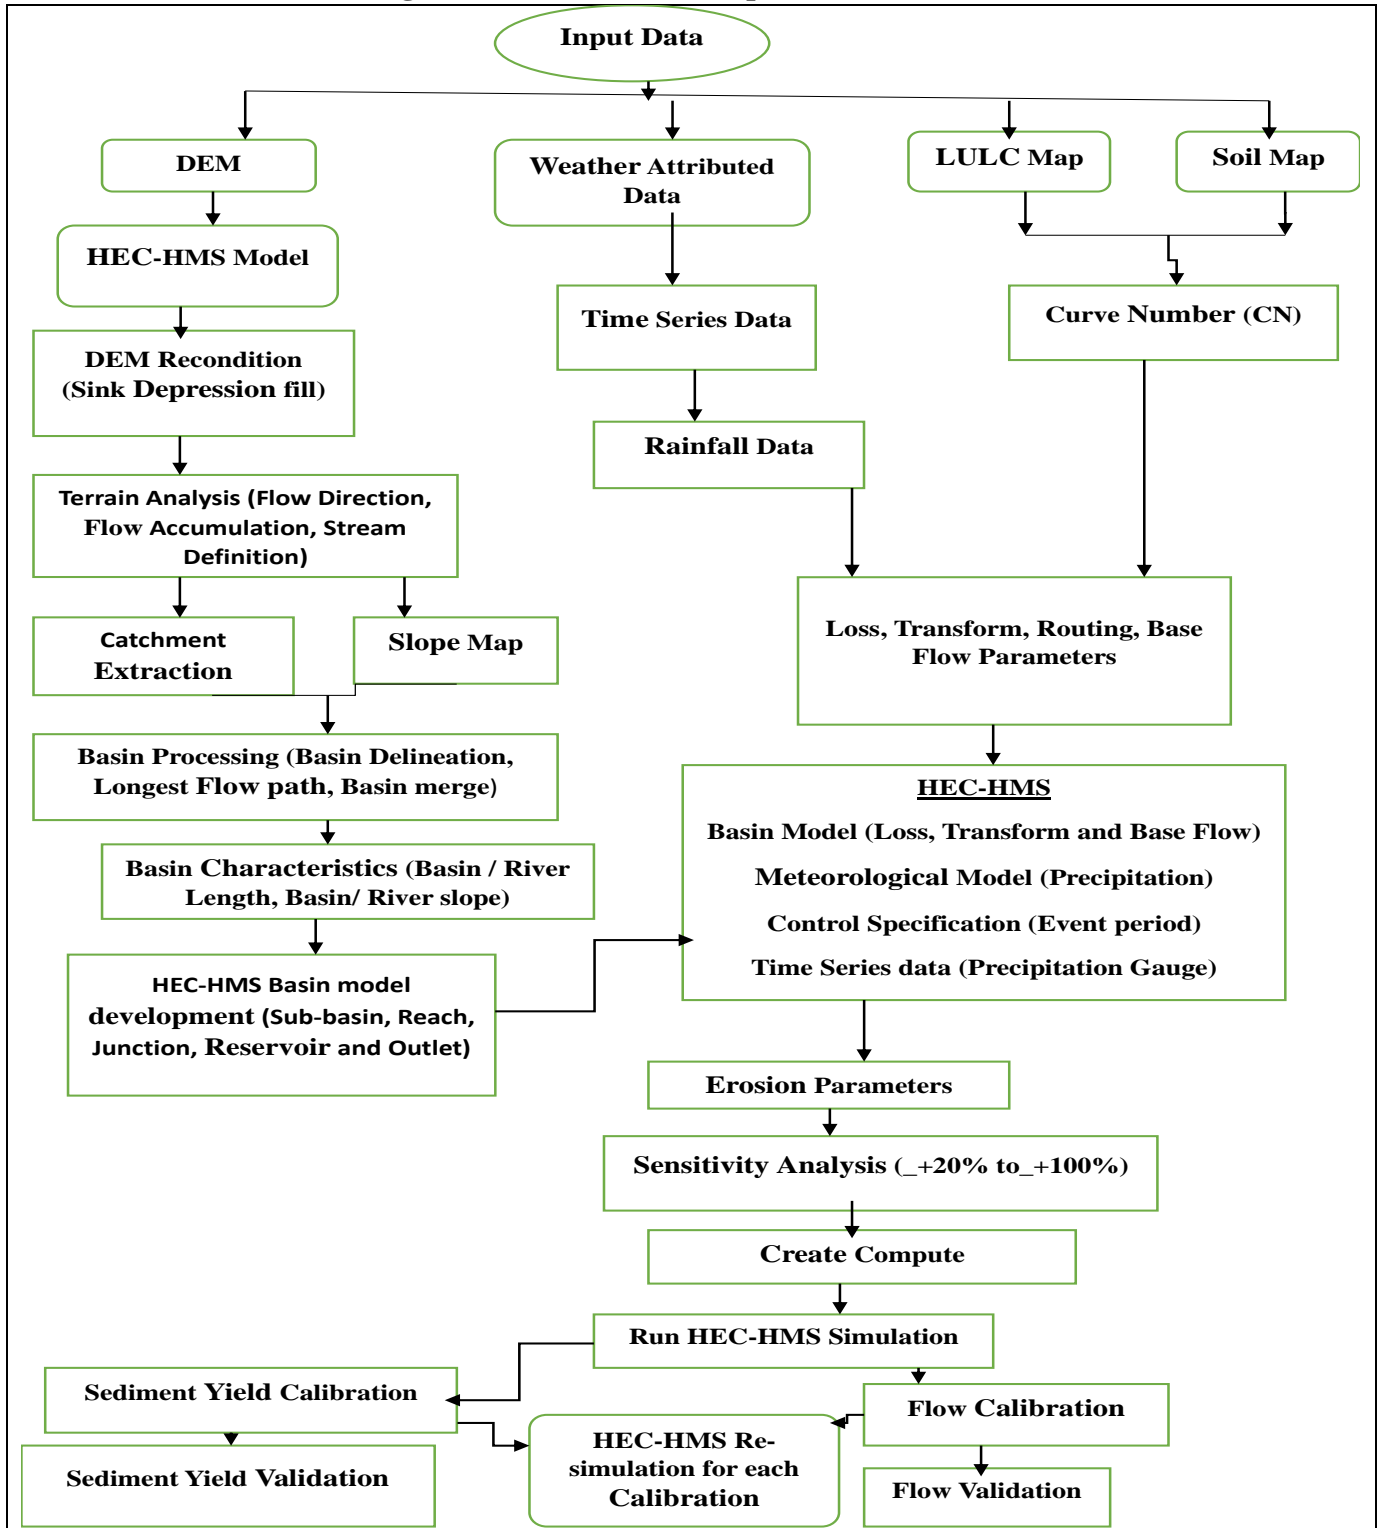 Input Data
DEM
Weather Attributed
Data
LULC Map
Soil Map
HEC-HMS Model
Time Series Data
Curve Number (CN)
DEM Recondition
(Sink Depression fill)
Rainfall Data
Terrain Analysis (Flow Direction,
Flow Accumulation, Stream
Definition)
Catchment
Extraction
Slope Map
Loss, Transform, Routing, Base
Flow Parameters
Basin Processing (Basin Delineation,
Longest Flow path, Basin merge)
HEC-HMS
Basin Model (Loss, Transform and Base Flow)
Meteorological Model (Precipitation)
Control Specification (Event period)
Time Series data (Precipitation Gauge)
Basin Characteristics (Basin / River
Length, Basin/ River slope)
HEC-HMS Basin model
development (Sub-basin, Reach,
Junction, Reservoir and Outlet)
Erosion Parameters
Sensitivity Analysis (_+20% to_+100%)
Create Compute
Run HEC-HMS Simulation
Sediment Yield Calibration
Flow Calibration
HEC-HMS Re-
simulation for each
Calibration
Sediment Yield Validation
Flow Validation